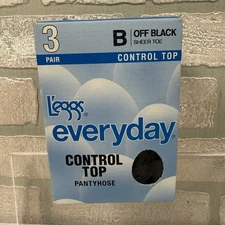 3
PAIR
B
OFF BLACK
SHEER TOE
CONTROL TOP
L'eggs®
everyday
CONTROL
TOP
PANTYHOSE